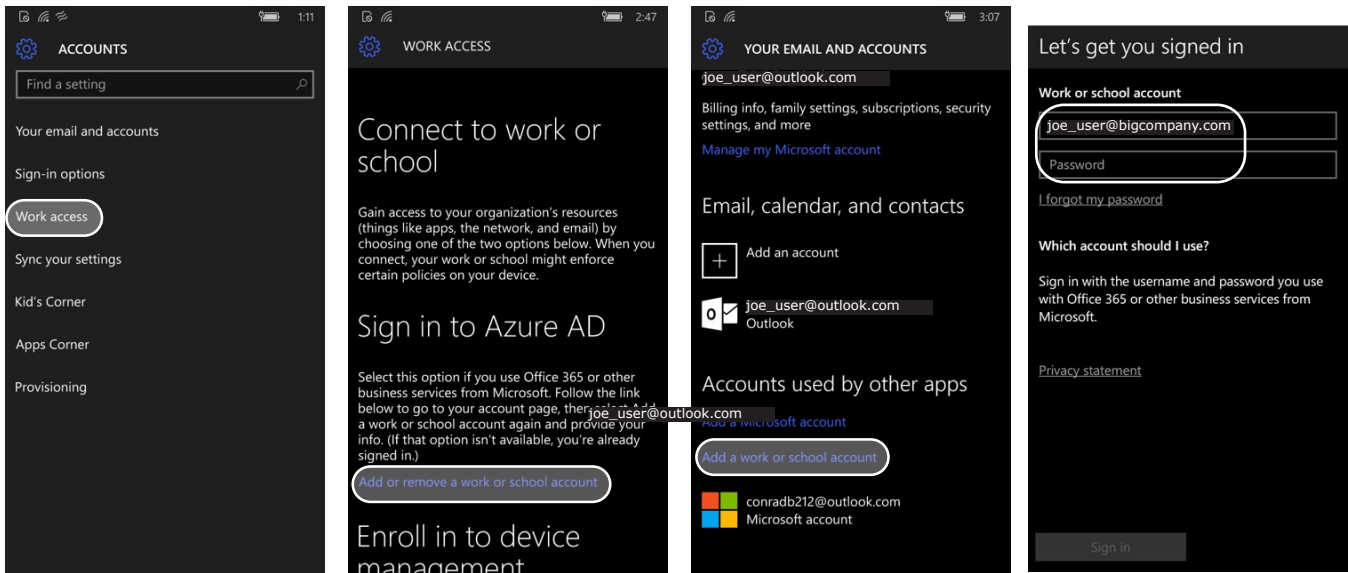 1:11
ACCOUNTS
Find a setting
Your email and accounts
Sign-in options
Work access
Sync your settings
Kid's Corner
Apps Corner
Provisioning
2:47
WORK ACCESS
Connect to work or
school
Gain access to your organization's resources
(things like apps, the network, and email) by
choosing one of the two options below. When you
connect, your work or school might enforce
certain policies on your device.
Sign in to Azure AD
Select this option if you use Office 365 or other
business services from Microsoft. Follow the link
below to go to your account page, then select Add
a work or school account again and provide your
info. (If that option isn't available, you're already
signed in.)
Add or remove a work or school account
Enroll in to device
management
joe_user@outlook.com
3:07
YOUR EMAIL AND ACCOUNTS
joe_user@outlook.com
Billing info, family settings, subscriptions, security
settings, and more
Manage my Microsoft account
Email, calendar, and contacts
Add an account
joe_user@outlook.com
Outlook
Accounts used by other apps
Add a Microsoft account
Add a work or school account
conradb212@outlook.com
Microsoft account
Let's get you signed in
Work or school account
joe_user@bigcompany.com
Password
I forgot my password
Which account should I use?
Sign in with the username and password you use
with Office 365 or other business services from
Microsoft.
Privacy statement
Sign in